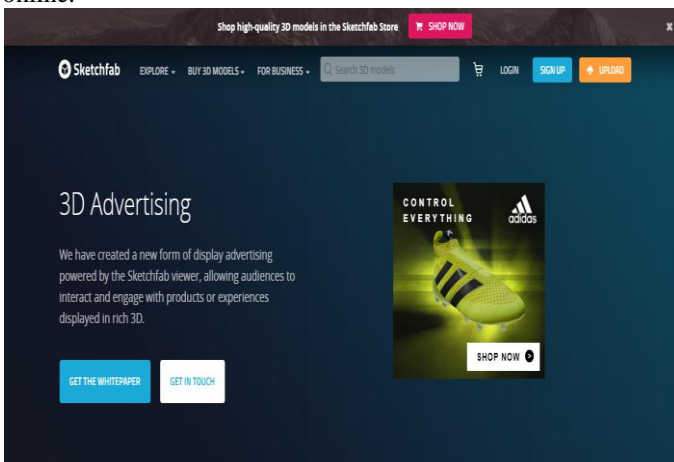 online.
Shop high-quality 3D models in the Sketchfab Store SHOP NOW x
Sketchfab EXPLORE BUY 3D MODELS FOR BUSINESS Search 3D models LOGIN SIGN UP UPLOAD
3D Advertising
We have created a new form of display advertising
powered by the Sketchfab viewer, allowing audiences to
interact and engage with products or experiences
displayed in rich 3D.
GET THE WHITEPAPER GET IN TOUCH
CONTROL
EVERYTHING
adidas
SHOP NOW